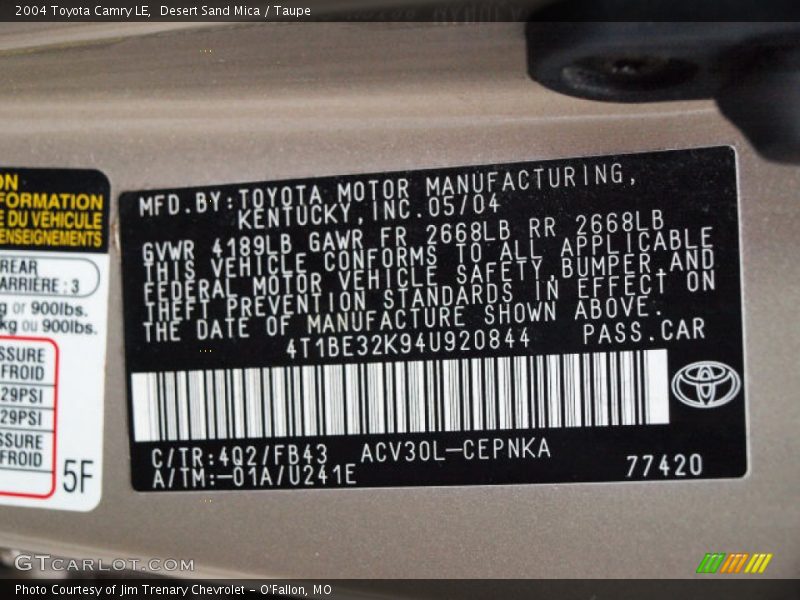 2004 Toyota Camry LE, Desert Sand Mica / Taupe
ON
FORMATION
E DU VÉHICULE
ENSEIGNEMENTS
REAR
ARRIÈRE : 3
g or 900lbs.
kg ou 900lbs.
SSURE
FROID
29PSI
29PSI
SSURE
FROID
5F
MFD.BY:TOYOTA MOTOR MANUFACTURING,
KENTUCKY,INC.05/04
GVWR 4189LB GAWR FR 2668LB RR 2668LB
THIS VEHICLE CONFORMS TO ALL APPLICABLE
FEDERAL MOTOR VEHICLE SAFETY,BUMPER,AND
THEFT PREVENTION STANDARDS IN EFFECT ON
THE DATE OF MANUFACTURE SHOWN ABOVE.
4T1BE32K94U920844 PASS.CAR
C/TR:4Q2/FB43 ACV30L-CEPNKA
A/TM:-01A/U241E
77420
GTCARLOT.COM
Photo Courtesy of Jim Trenary Chevrolet - O'Fallon, MO